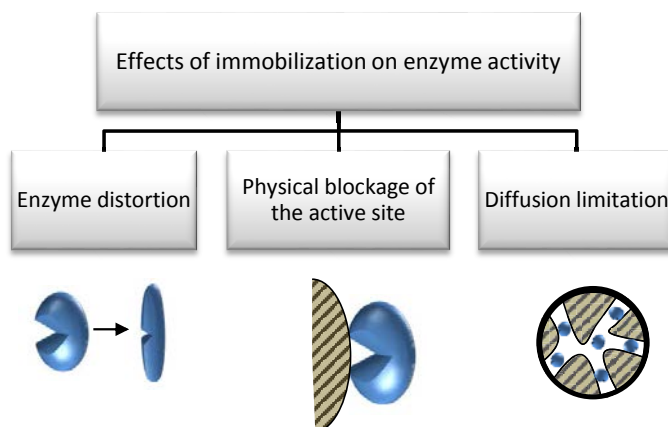 Effects of immobilization on enzyme activity
Enzyme distortion
Physical blockage of
the active site
Diffusion limitation